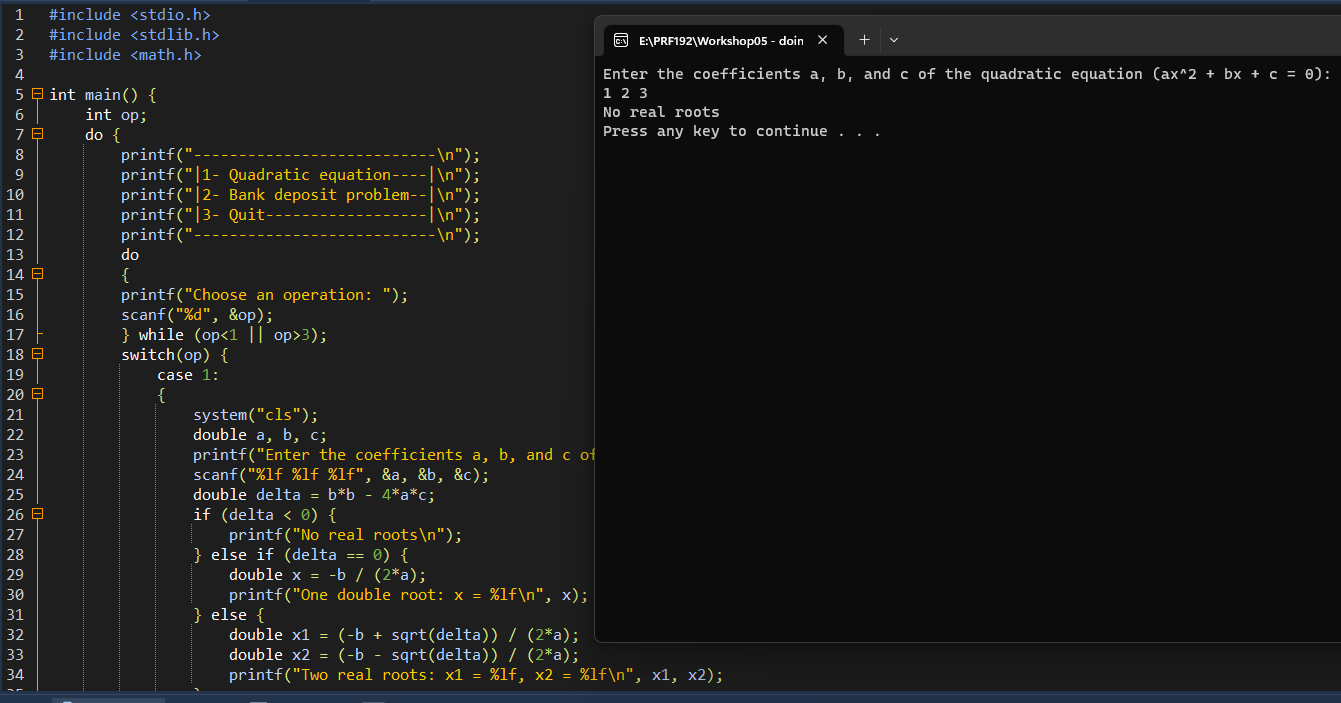 1 #include <stdio.h>
2 #include <stdlib.h>
3 #include <math.h>
4
5 int main() {
6 int op;
7 do {
8 printf("---------------------------\n");
9 printf("|1- Quadratic equation----|\n");
10 printf("|2- Bank deposit problem--|\n");
11 printf("|3- Quit------------------|\n");
12 printf("---------------------------\n");
13 do
14 {
15 printf("Choose an operation: ");
16 scanf("%d", &op);
17 } while (op<1 || op>3);
18 switch(op) {
19 case 1:
20 {
21 system("cls");
22 double a, b, c;
23 printf("Enter the coefficients a, b, and c of
24 scanf("%lf %lf %lf", &a, &b, &c);
25 double delta = b*b - 4*a*c;
26 if (delta < 0) {
27 printf("No real roots\n");
28 } else if (delta == 0) {
29 double x = -b / (2*a);
30 printf("One double root: x = %lf\n", x);
31 } else {
32 double x1 = (-b + sqrt(delta)) / (2*a);
33 double x2 = (-b - sqrt(delta)) / (2*a);
34 printf("Two real roots: x1 = %lf, x2 = %lf\n", x1, x2);
E:\PRF192\Workshop05 - doin
Enter the coefficients a, b, and c of the quadratic equation (ax^2 + bx + c = 0):
1 2 3
No real roots
Press any key to continue . . .